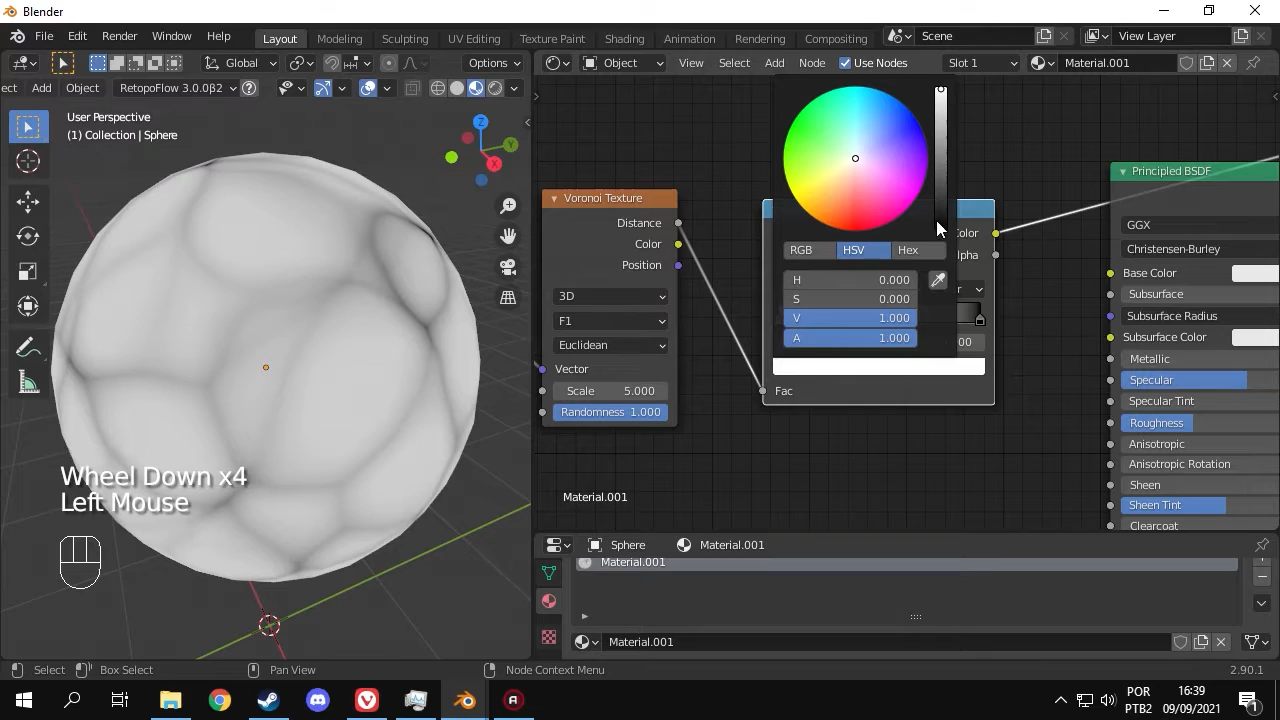 Blender
File Edit Render Window Help
Layout Modeling Sculpting UV Editing Texture Paint Shading Animation Rendering Compositing
Scene
View Layer
Global
Options
Object
View Select Add Node Use Nodes
Slot 1
Material.001
ect Add Object RetopoFlow 3.0.0β2
User Perspective
(1) Collection | Sphere
Z
Y
X
Wheel Down x4
Left Mouse
Voronoi Texture
Distance
Color
Position
3D
F1
Euclidean
Vector
Scale 5.000
Randomness 1.000
RGB HSV Hex
H 0.000
S 0.000
V 1.000
A 1.000
Color
lpha
r
00
Fac
Principled BSDF
GGX
Christensen-Burley
Base Color
Subsurface
Subsurface Radius
Subsurface Color
Metallic
Specular
Specular Tint
Roughness
Anisotropic
Anisotropic Rotation
Sheen
Sheen Tint
Clearcoat
Material.001
Sphere Material.001
Material.001
Material.001
Select Box Select Pan View Node Context Menu 2.90.1
POR
PTB2
16:39
09/09/2021
1